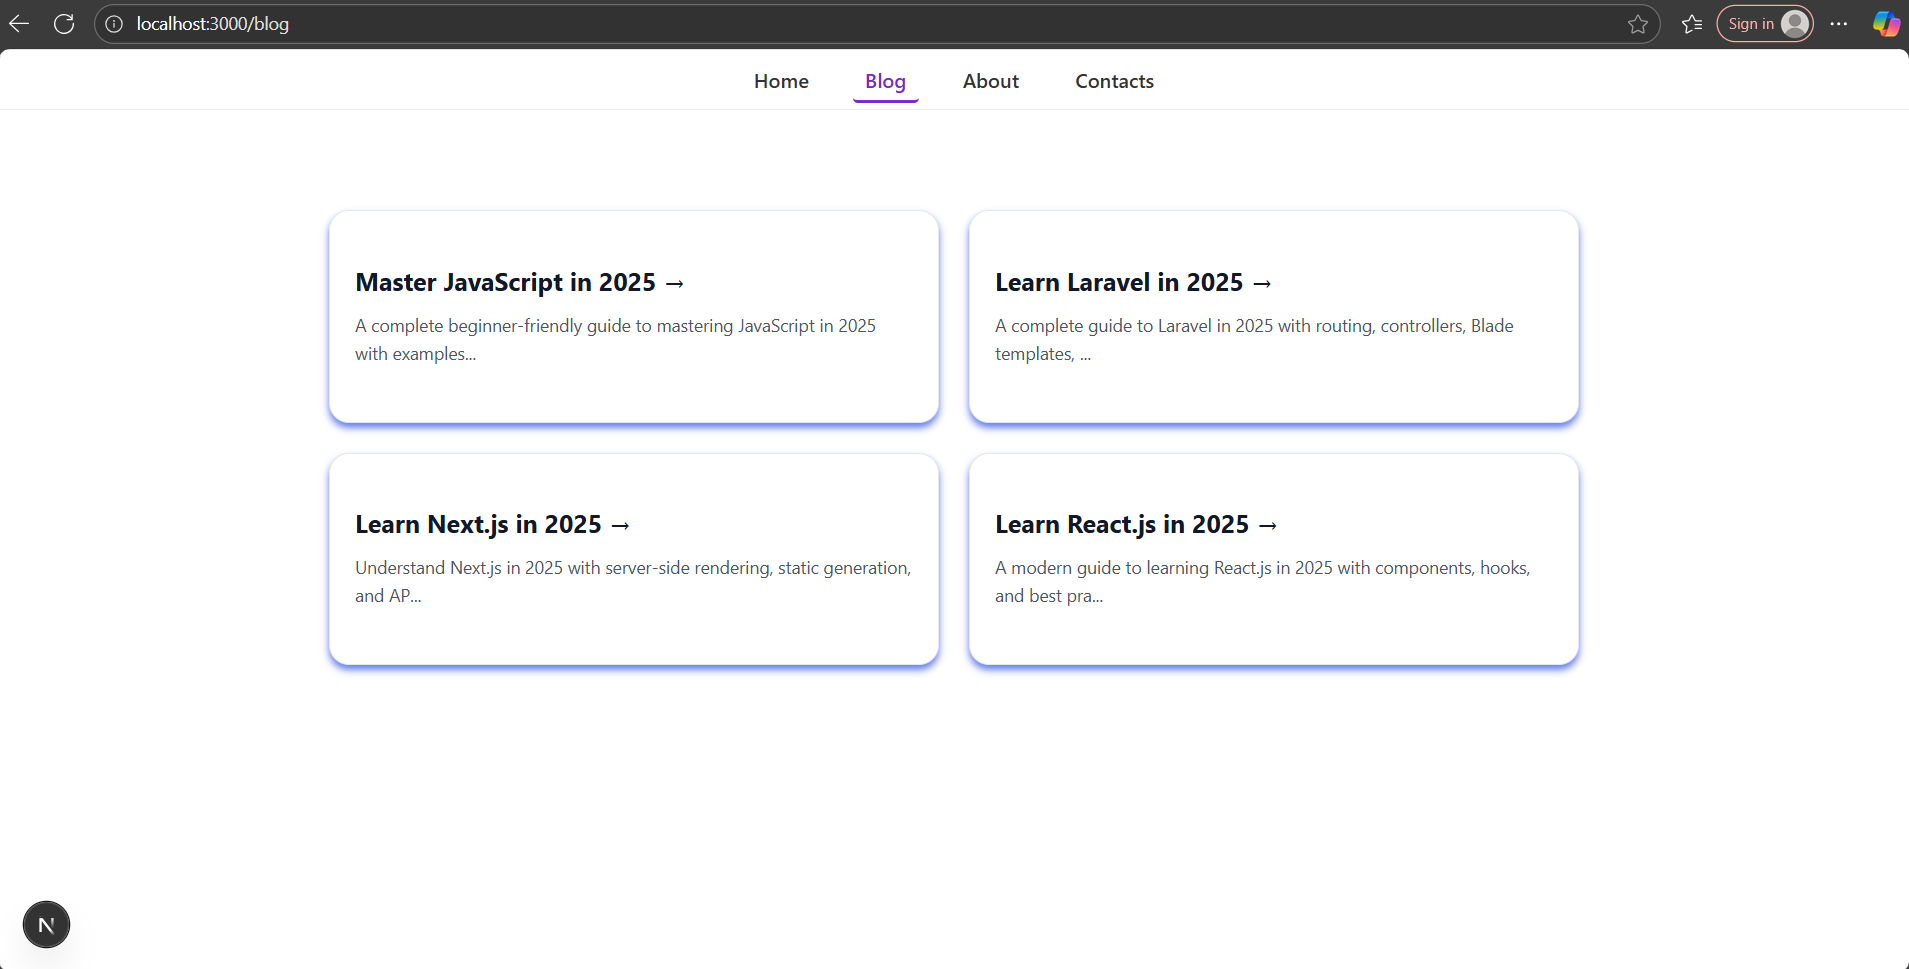 localhost:3000/blog
Sign in
Home Blog About Contacts
Master JavaScript in 2025 →
A complete beginner-friendly guide to mastering JavaScript in 2025
with examples...
Learn Laravel in 2025 →
A complete guide to Laravel in 2025 with routing, controllers, Blade
templates, ...
Learn Next.js in 2025 →
Understand Next.js in 2025 with server-side rendering, static generation,
and AP...
Learn React.js in 2025 →
A modern guide to learning React.js in 2025 with components, hooks,
and best pra...
N